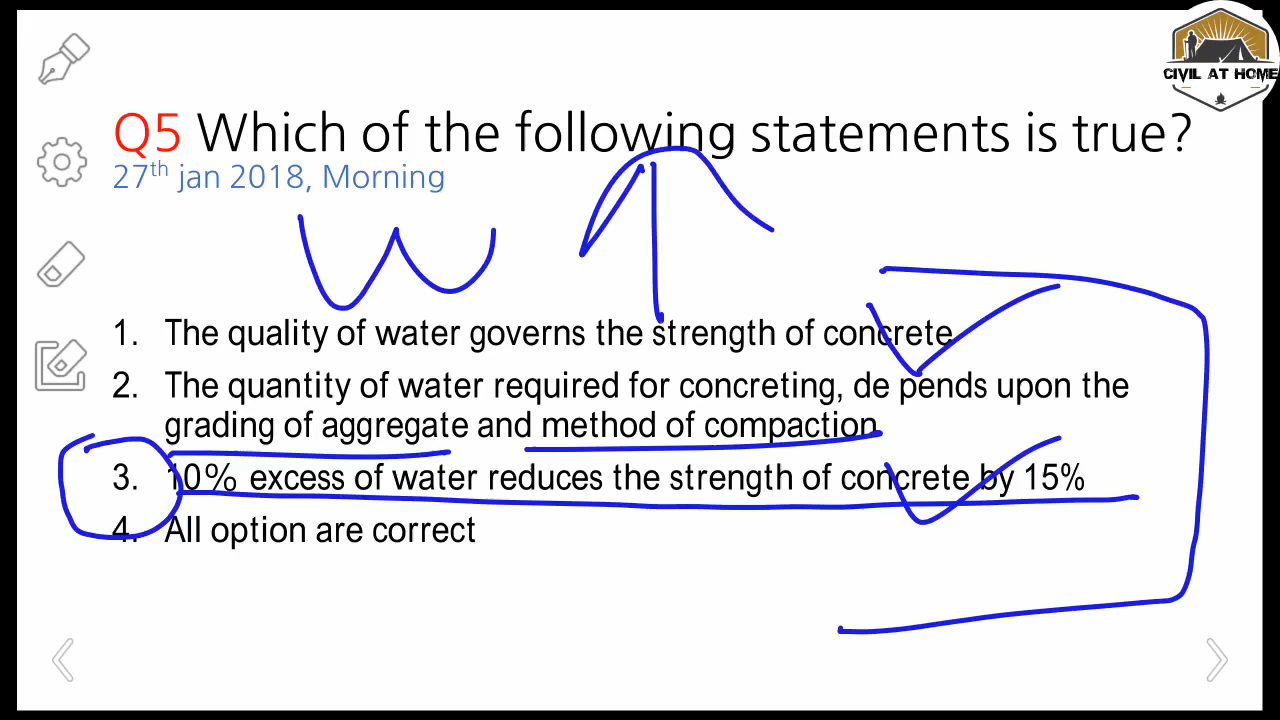 CIVIL AT HOME
Q5 Which of the following statements is true?
27th jan 2018, Morning
W
1. The quality of water governs the strength of concrete
2. The quantity of water required for concreting, de pends upon the
grading of aggregate and method of compaction
3. 10% excess of water reduces the strength of concrete by 15%
4. All option are correct